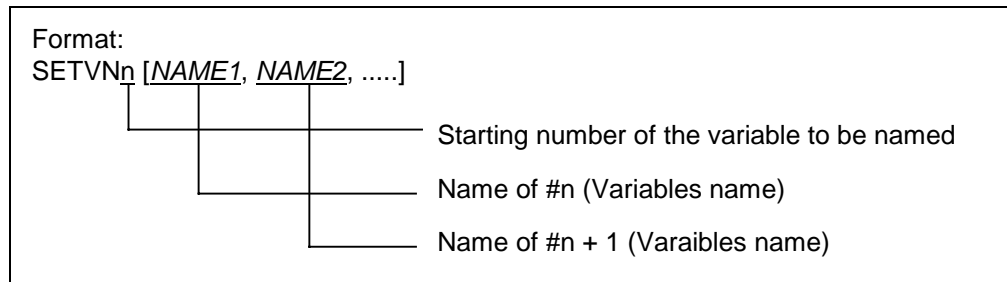 Format:
SETVNn [NAME1, NAME2, .....]
Starting number of the variable to be named
Name of #n (Variables name)
Name of #n + 1 (Varaibles name)